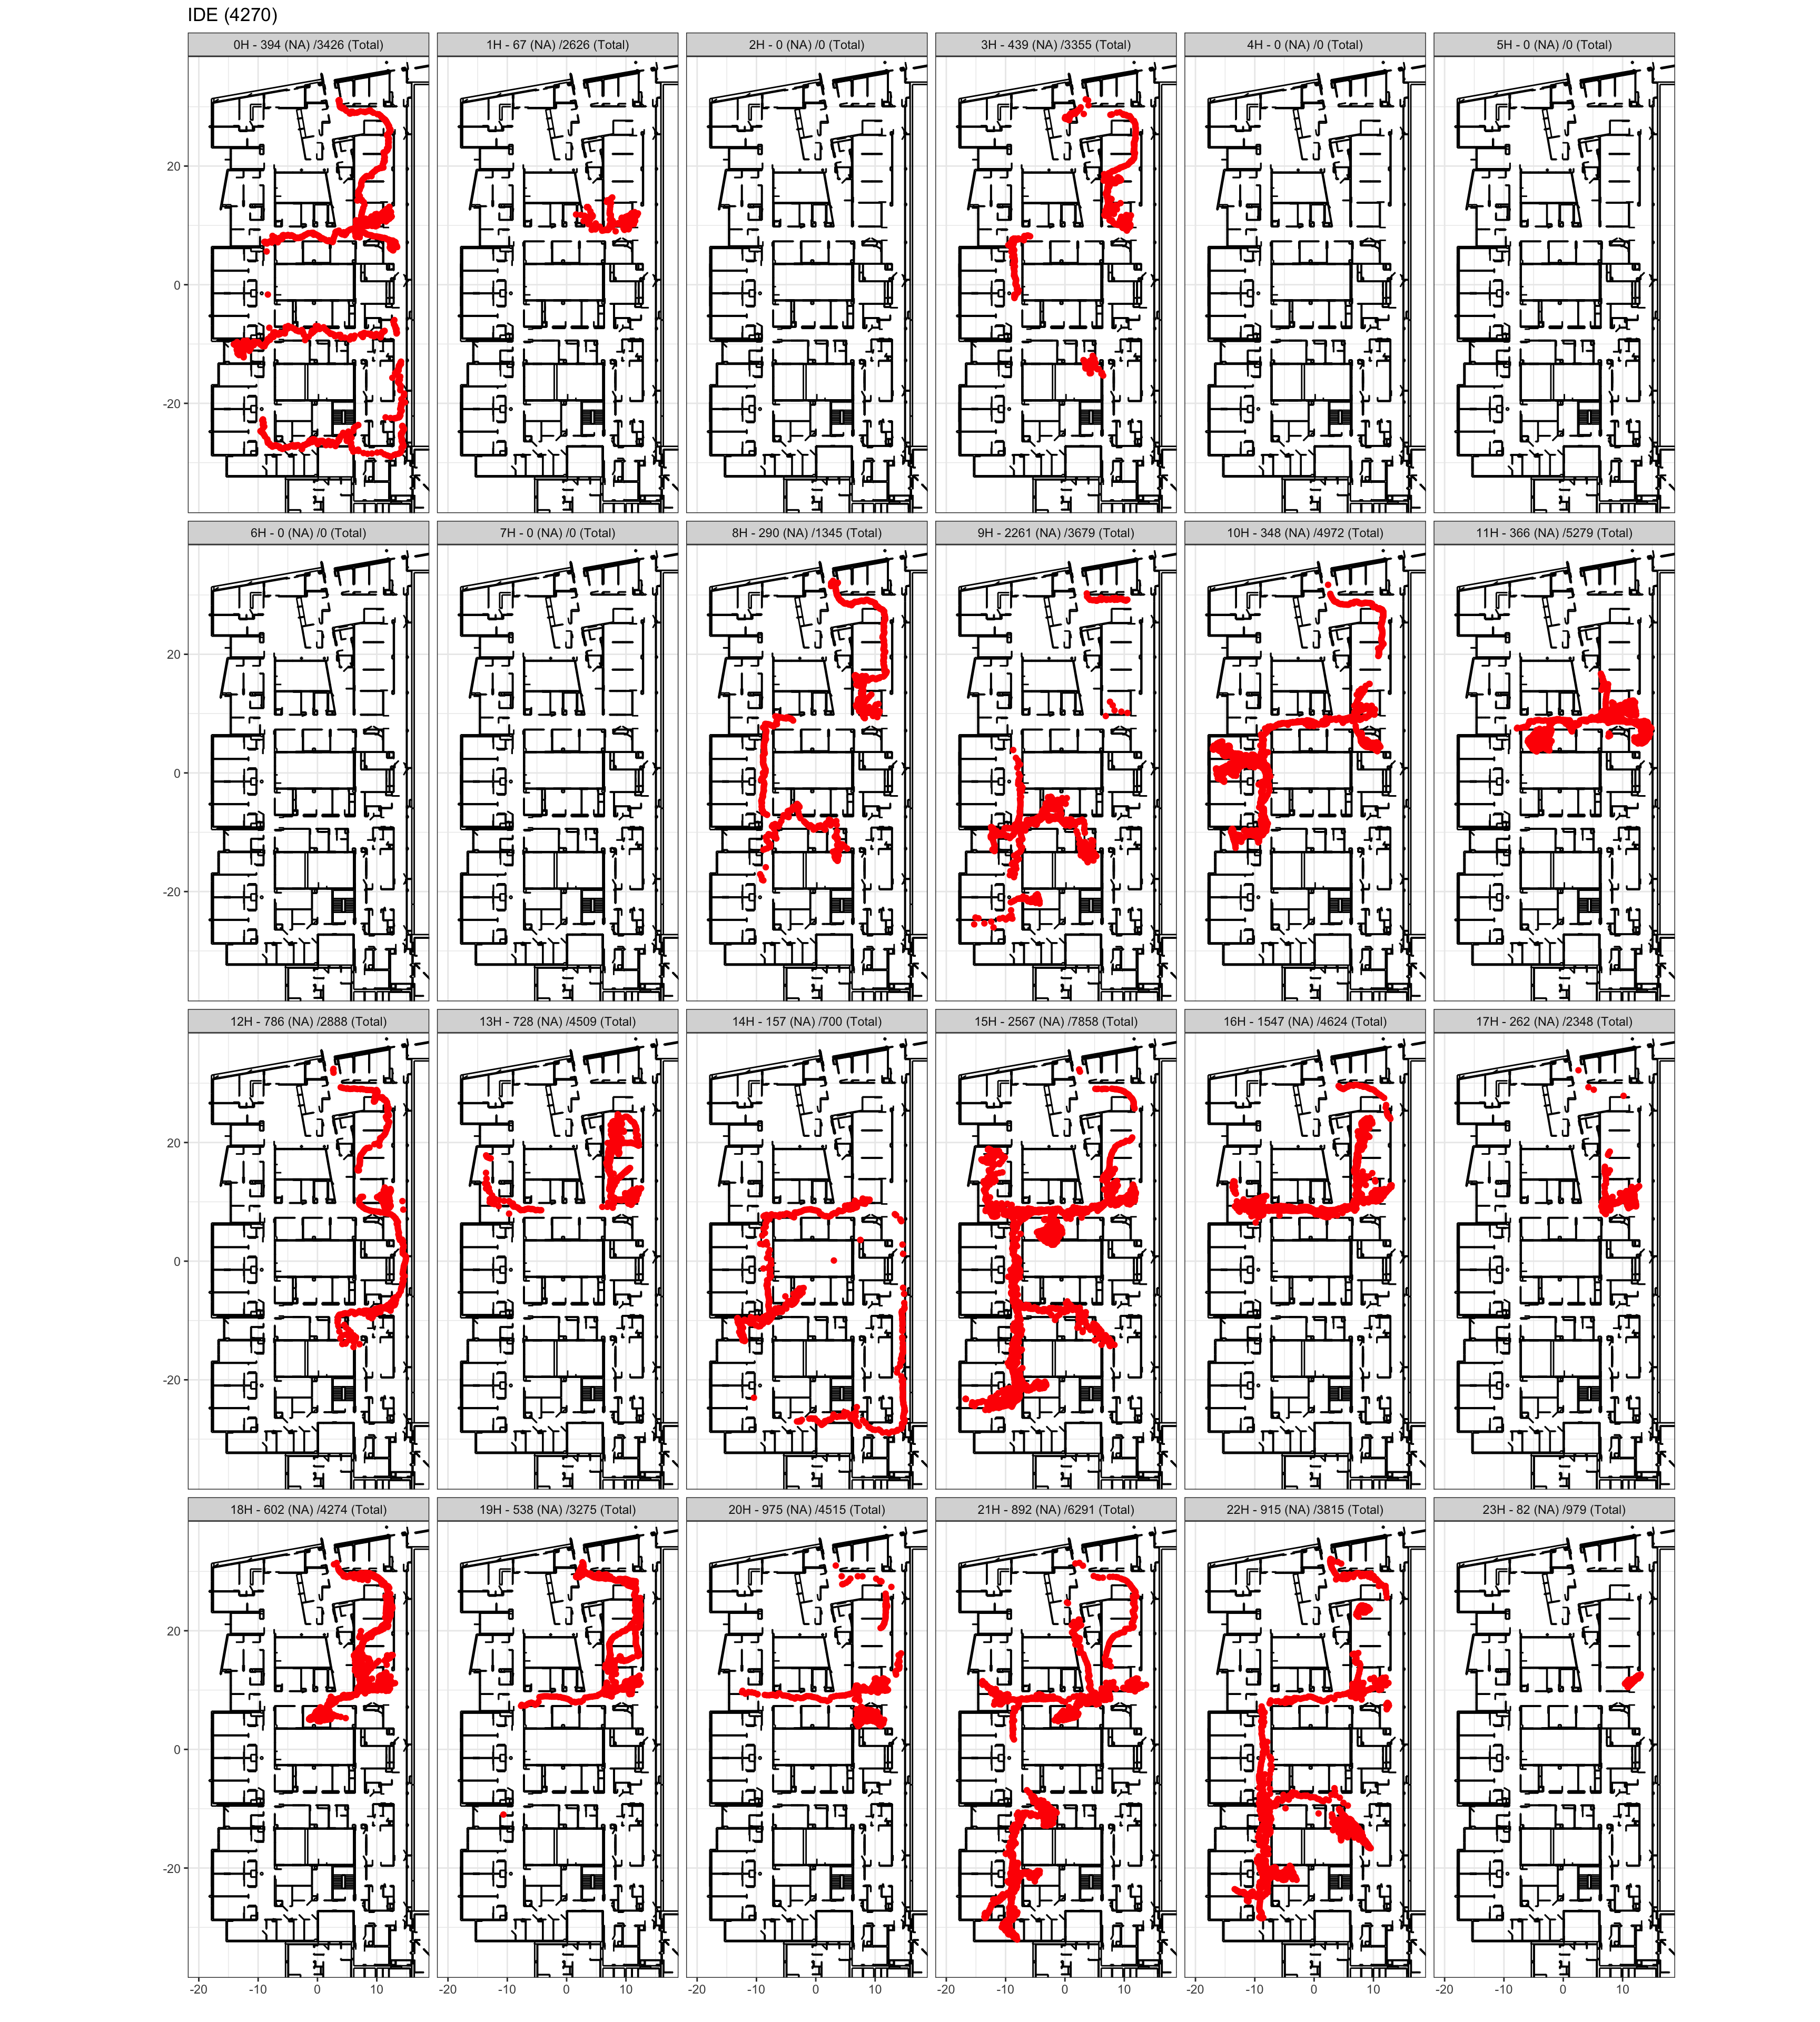 IDE (4270)
0H - 394 (NA) /3426 (Total)
1H - 67 (NA) /2626 (Total)
2H - 0 (NA) /0 (Total)
3H - 439 (NA) /3355 (Total)
4H - 0 (NA) /0 (Total)
5H - 0 (NA) /0 (Total)
20
0
-20
6H - 0 (NA) /0 (Total)
7H - 0 (NA) /0 (Total)
8H - 290 (NA) /1345 (Total)
9H - 2261 (NA) /3679 (Total)
10H - 348 (NA) /4972 (Total)
11H - 366 (NA) /5279 (Total)
20
0
-20
12H - 786 (NA) /2888 (Total)
13H - 728 (NA) /4509 (Total)
14H - 157 (NA) /700 (Total)
15H - 2567 (NA) /7858 (Total)
16H - 1547 (NA) /4624 (Total)
17H - 262 (NA) /2348 (Total)
20
0
-20
18H - 602 (NA) /4274 (Total)
19H - 538 (NA) /3275 (Total)
20H - 975 (NA) /4515 (Total)
21H - 892 (NA) /6291 (Total)
22H - 915 (NA) /3815 (Total)
23H - 82 (NA) /979 (Total)
20
0
-20
-20 -10 0 10
-20 -10 0 10
-20 -10 0 10
-20 -10 0 10
-20 -10 0 10
-20 -10 0 10